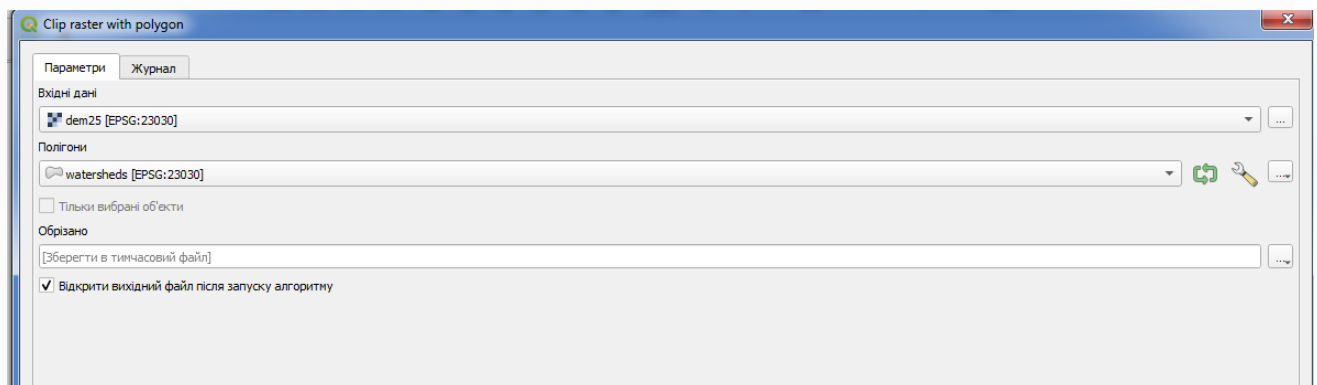 Clip raster with polygon
Параметри Журнал
Вхідні дані
dem25 [EPSG:23030]
...
Полігони
watersheds [EPSG:23030]
...
Тільки вибрані об'єкти
Обрізано
[Зберегти в тимчасовий файл]
...
Відкрити вихідний файл після запуску алгоритму